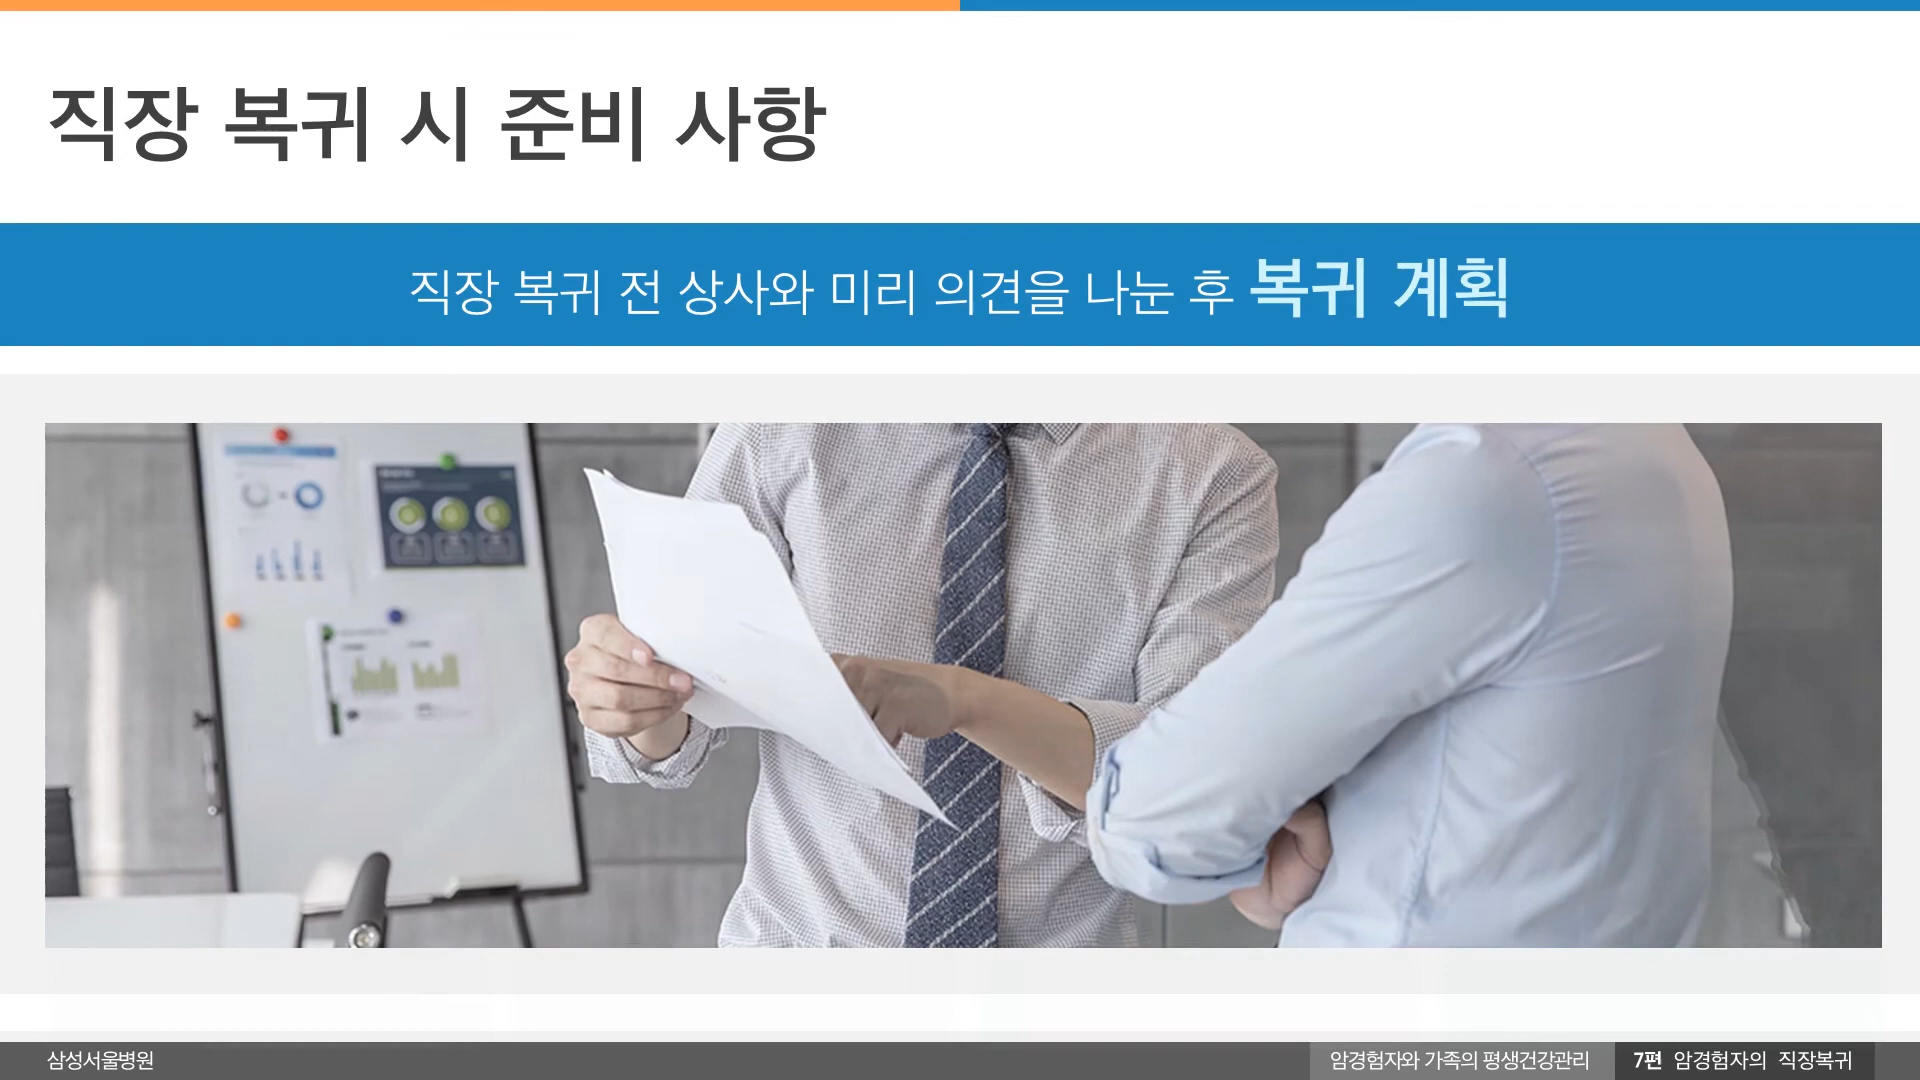 직장 복귀 시 준비 사항
직장 복귀 전 상사와 미리 의견을 나눈 후 복귀 계획
삼성서울병원
암경험자와 가족의 평생건강관리
7편 암경험자의 직장복귀